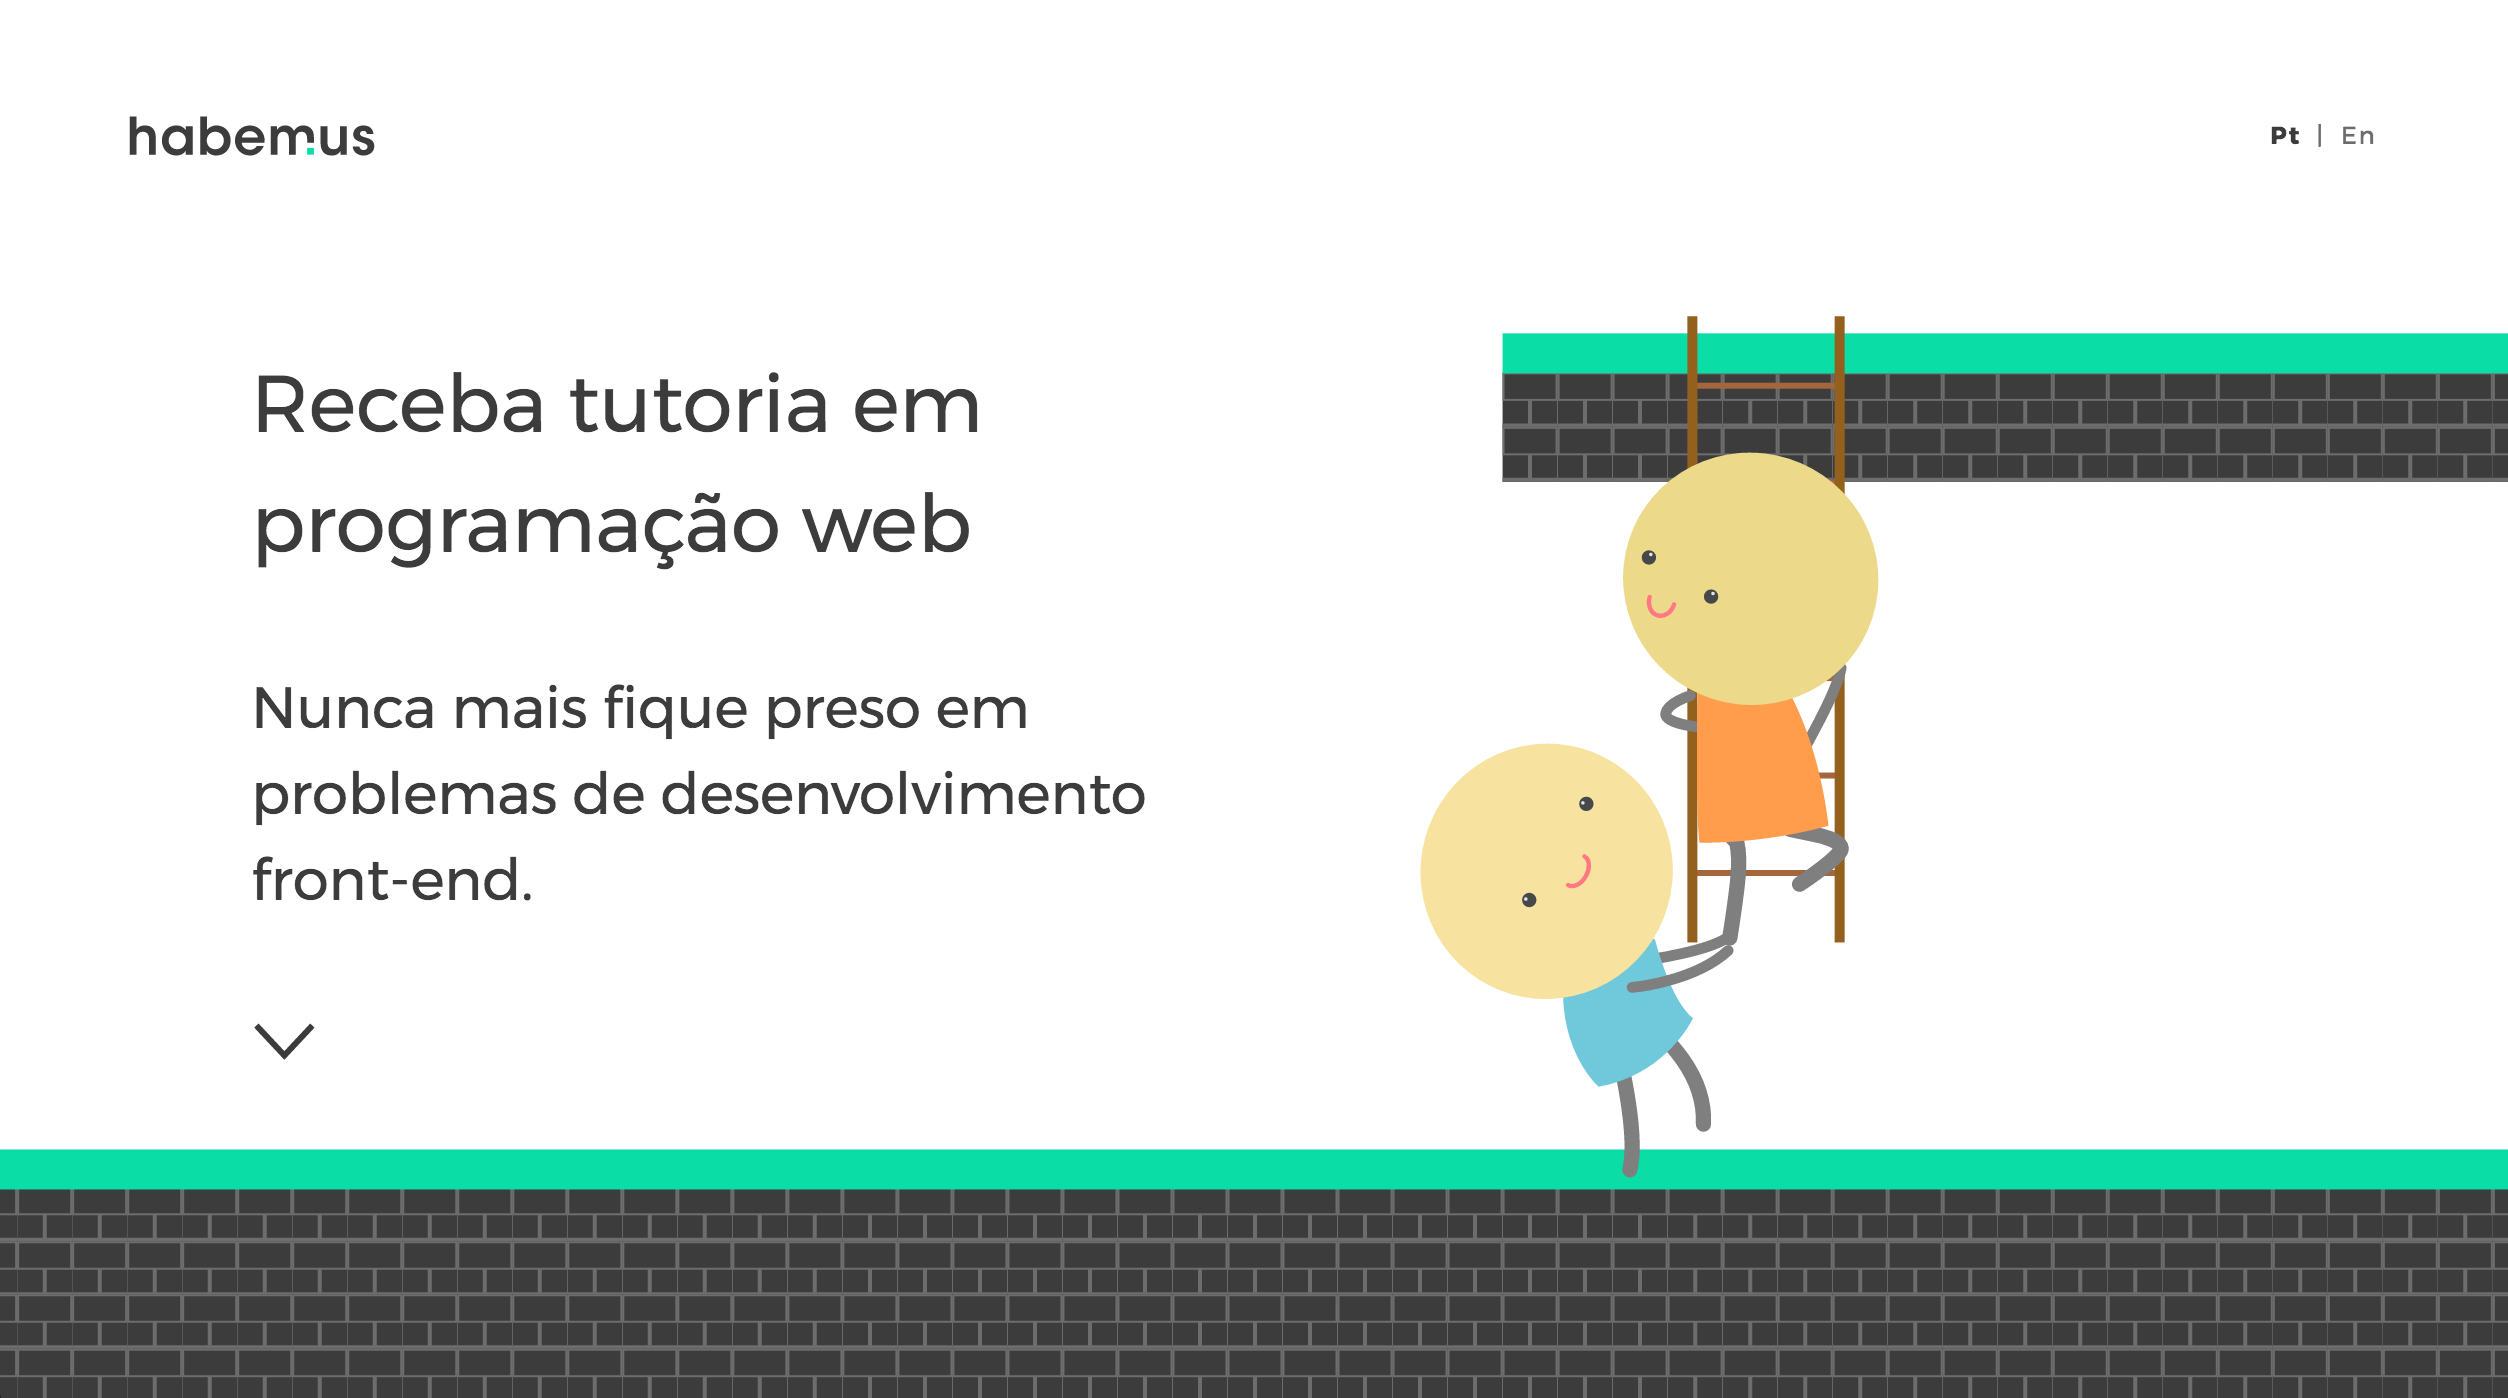 habemus
Pt | En
Receba tutoria em
programação web
Nunca mais fique preso em
problemas de desenvolvimento
front-end.